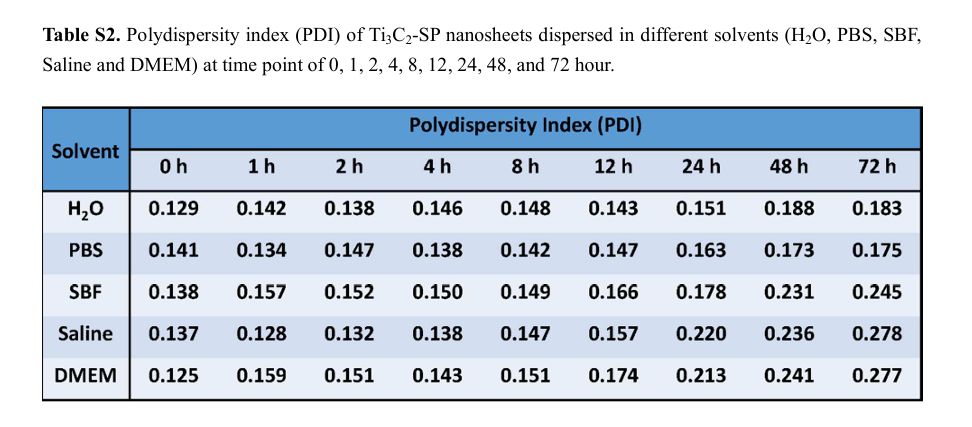 Table S2. Polydispersity index (PDI) of Ti₃C₂-SP nanosheets dispersed in different solvents (H₂O, PBS, SBF,
Saline and DMEM) at time point of 0, 1, 2, 4, 8, 12, 24, 48, and 72 hour.
Solvent Polydispersity Index (PDI)
0 h 1 h 2 h 4 h 8 h 12 h 24 h 48 h 72 h
H₂O 0.129 0.142 0.138 0.146 0.148 0.143 0.151 0.188 0.183
PBS 0.141 0.134 0.147 0.138 0.142 0.147 0.163 0.173 0.175
SBF 0.138 0.157 0.152 0.150 0.149 0.166 0.178 0.231 0.245
Saline 0.137 0.128 0.132 0.138 0.147 0.157 0.220 0.236 0.278
DMEM 0.125 0.159 0.151 0.143 0.151 0.174 0.213 0.241 0.277